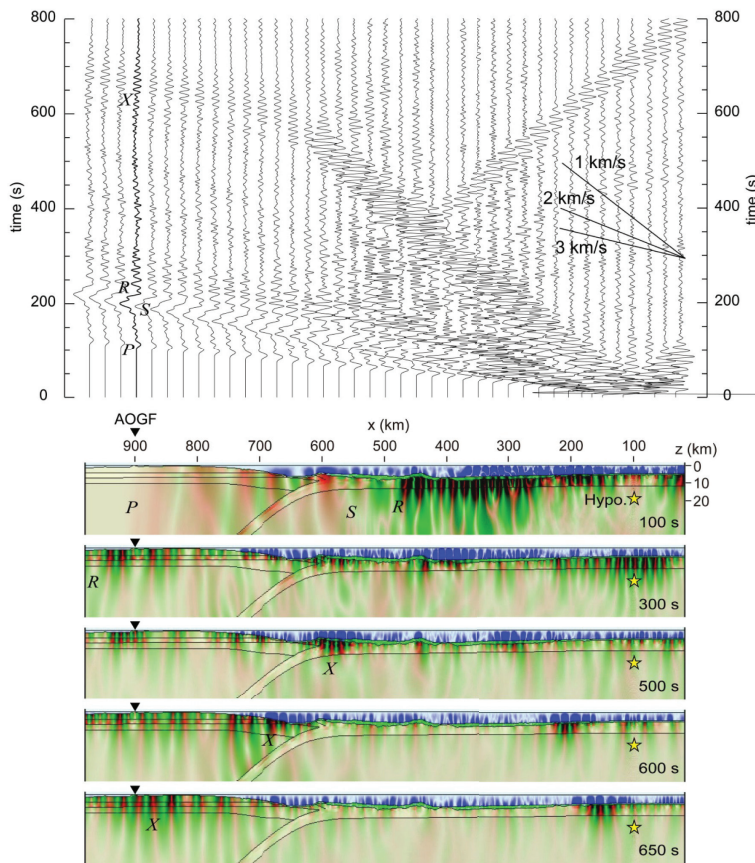 800 800
X
600 600
1 km/s
2 km/s
time (s) 400 400 time (s)
3 km/s
R
200 200
S
P
0 0
AOGF x (km)
900 800 700 600 500 400 300 200 100 z (km)
0
10
20
P S R Hypo.
100 s
R
300 s
X
500 s
X
600 s
X
650 s